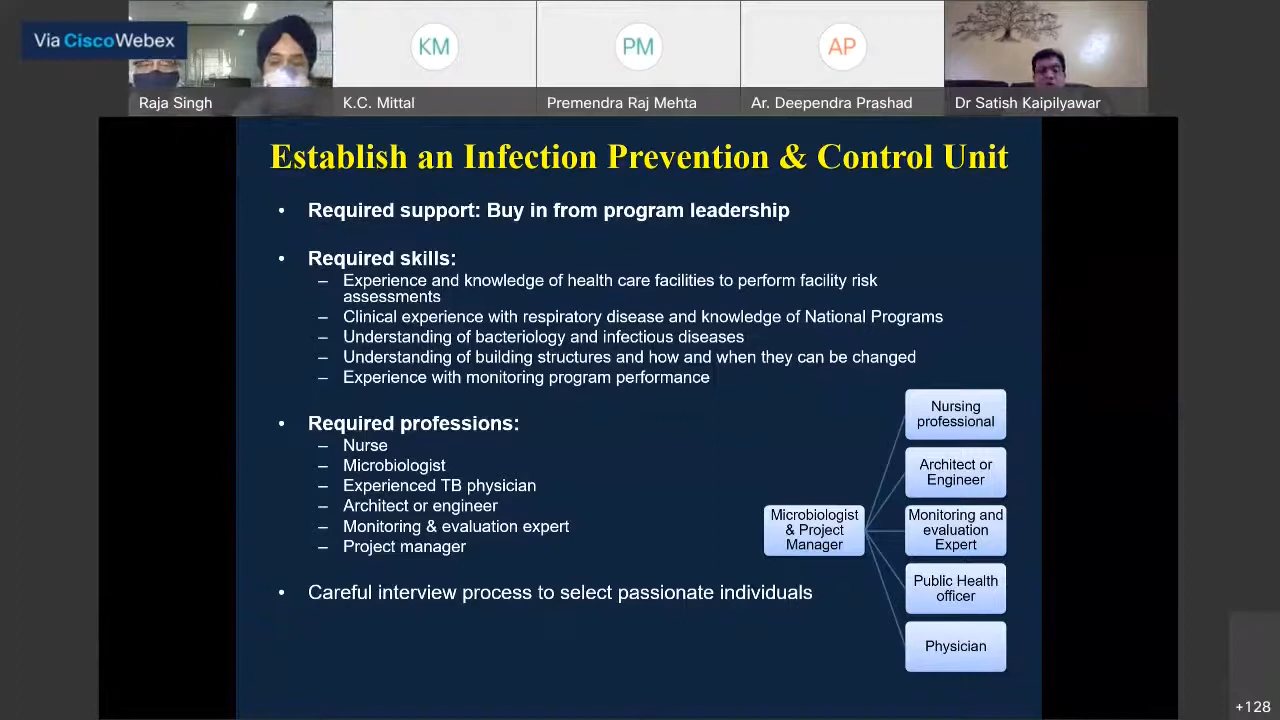 Via CiscoWebex
KM
PM
AP
Raja Singh
K.C. Mittal
Premendra Raj Mehta
Ar. Deependra Prashad
Dr Satish Kaipilyawar
Establish an Infection Prevention & Control Unit
• Required support: Buy in from program leadership
• Required skills:
– Experience and knowledge of health care facilities to perform facility risk
assessments
– Clinical experience with respiratory disease and knowledge of National Programs
– Understanding of bacteriology and infectious diseases
– Understanding of building structures and how and when they can be changed
– Experience with monitoring program performance
• Required professions:
– Nurse
– Microbiologist
– Experienced TB physician
– Architect or engineer
– Monitoring & evaluation expert
– Project manager
• Careful interview process to select passionate individuals
Microbiologist
& Project
Manager
Nursing
professional
Architect or
Engineer
Monitoring and
evaluation
Expert
Public Health
officer
Physician
+128